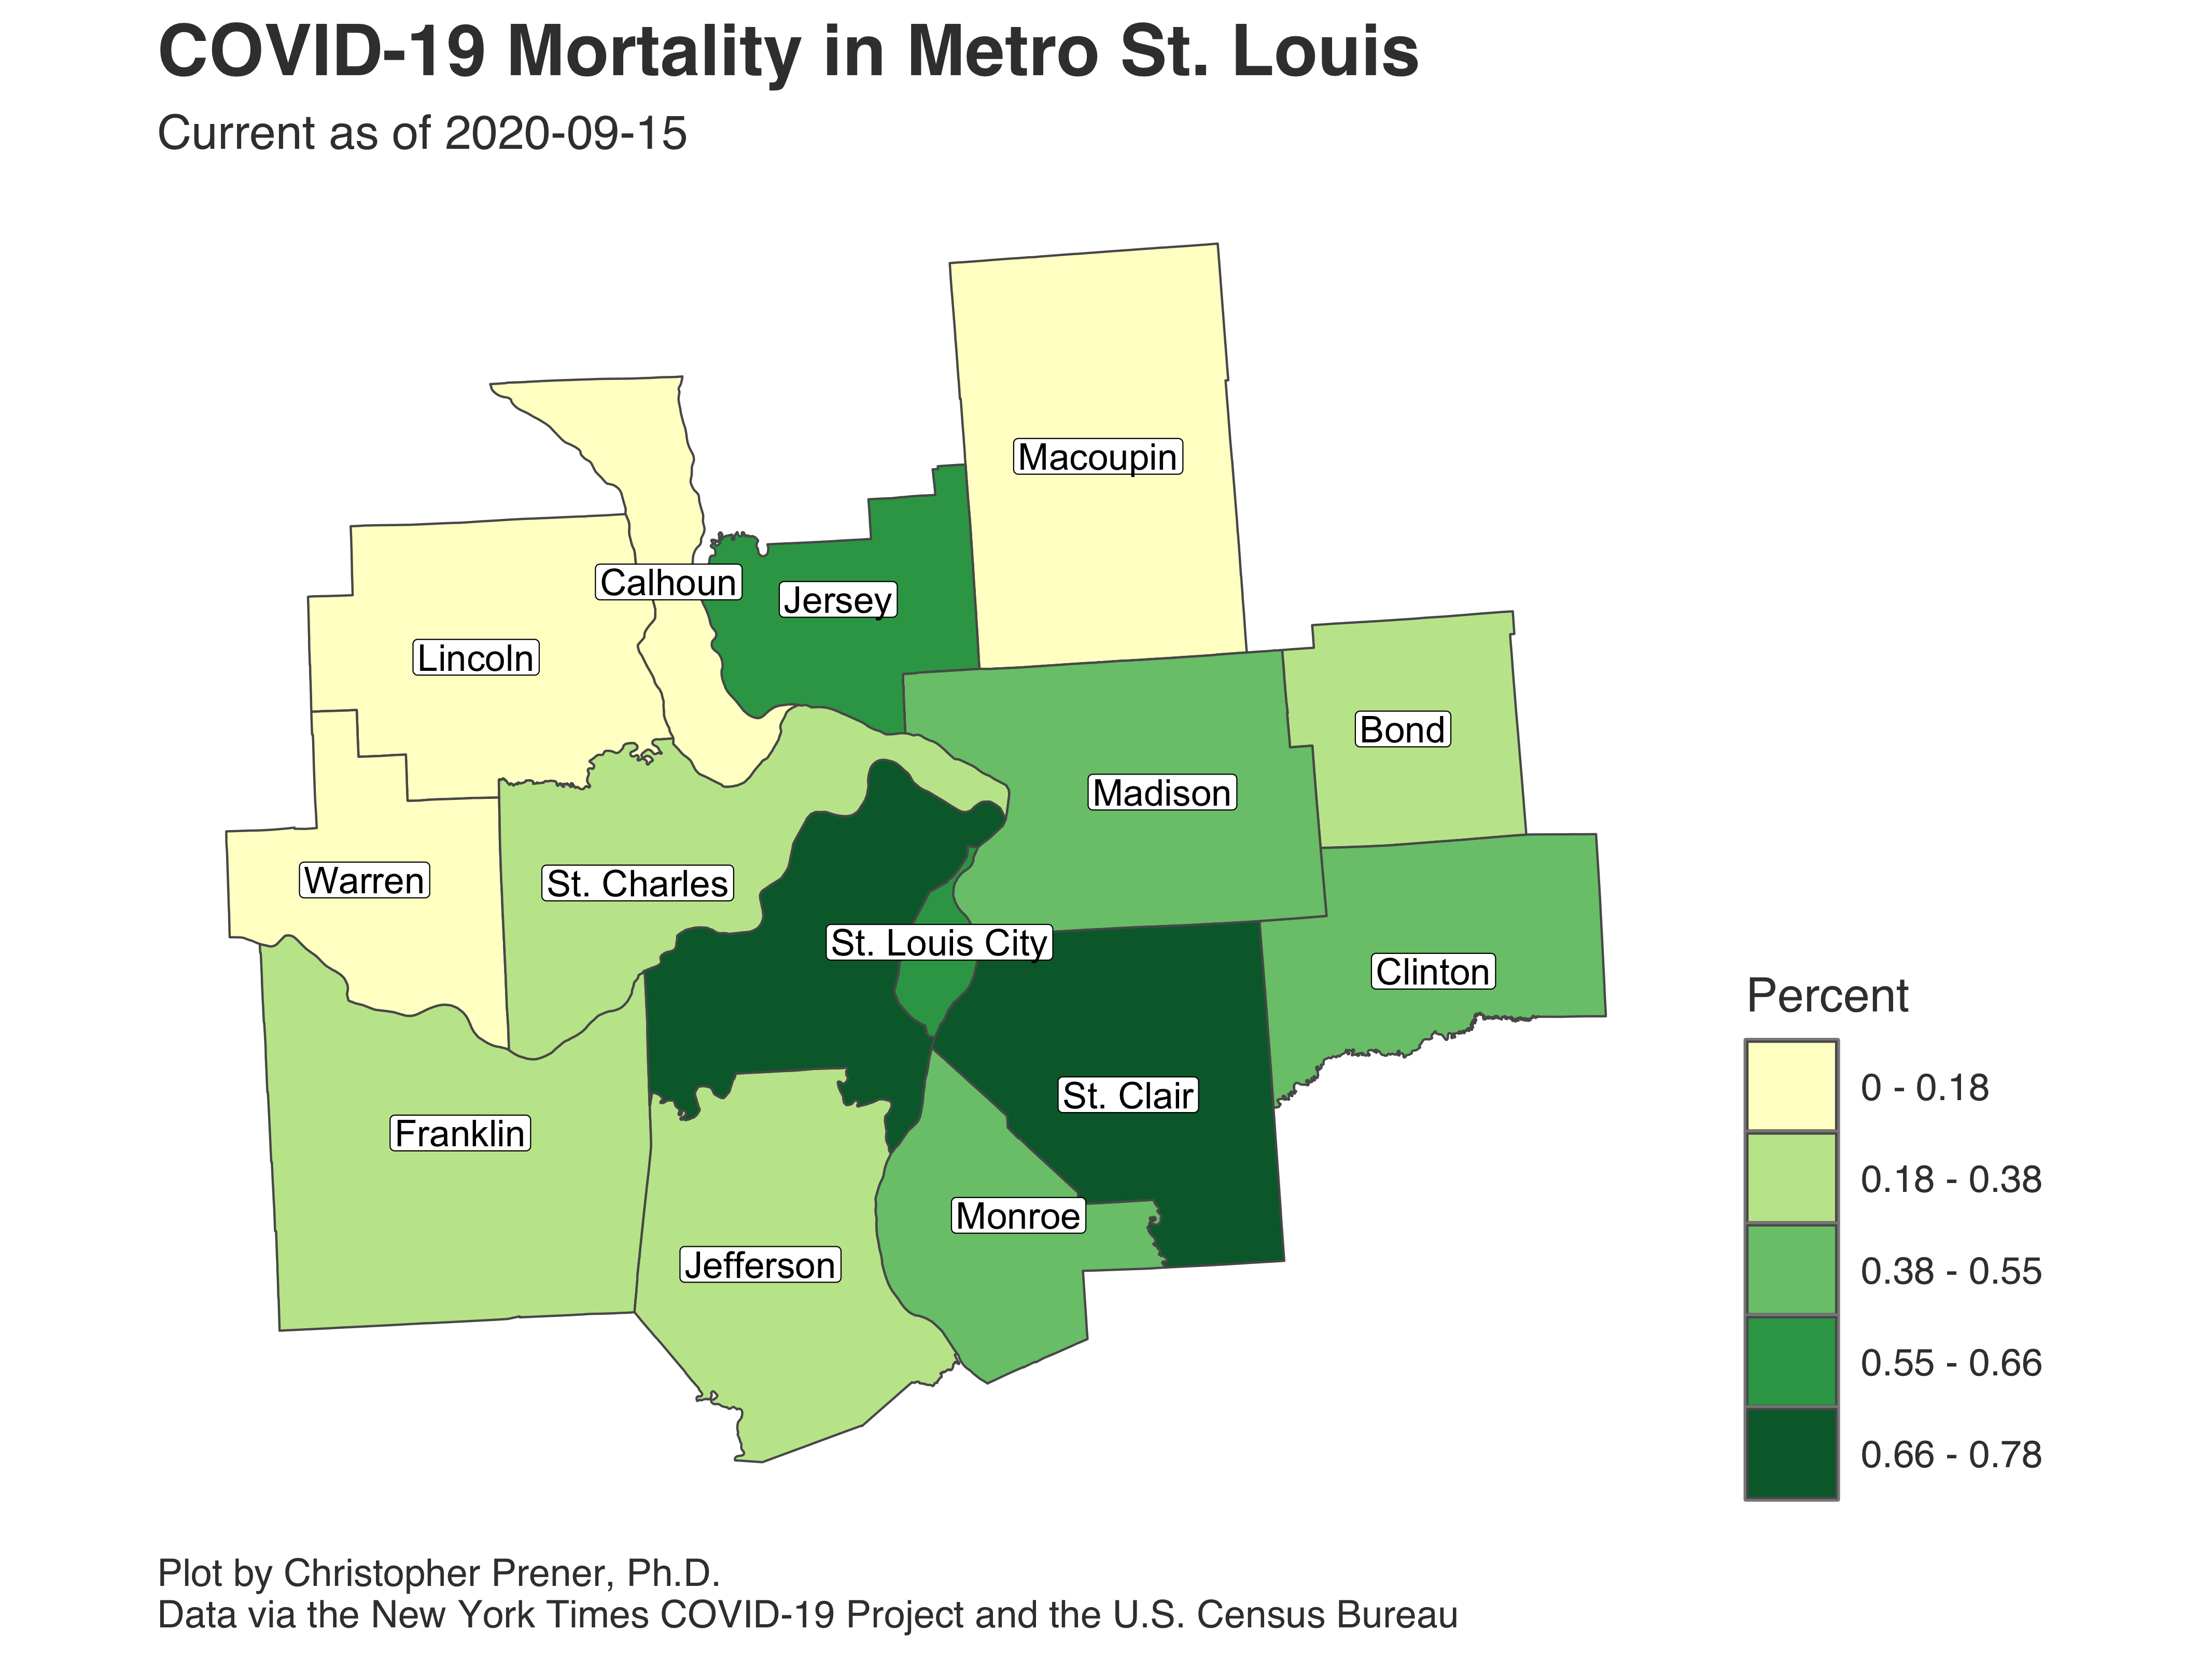 COVID-19 Mortality in Metro St. Louis
Current as of 2020-09-15
Macoupin
Calhoun
Jersey
Lincoln
Bond
Madison
Warren
St. Charles
St. Louis City
Clinton
St. Clair
Franklin
Monroe
Jefferson
Percent
0 - 0.18
0.18 - 0.38
0.38 - 0.55
0.55 - 0.66
0.66 - 0.78
Plot by Christopher Prener, Ph.D.
Data via the New York Times COVID-19 Project and the U.S. Census Bureau